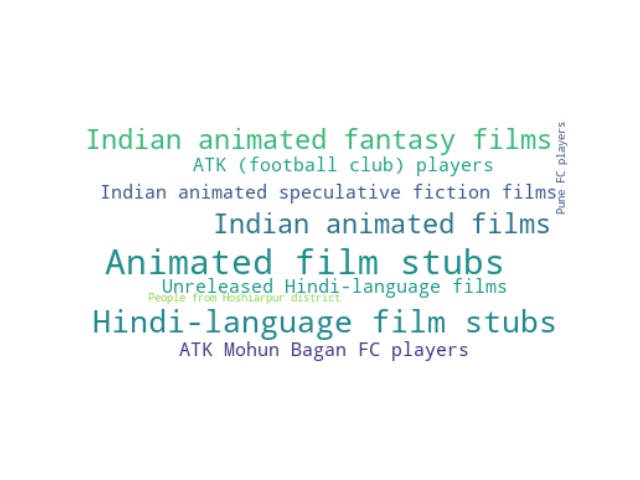 Indian animated fantasy films
ATK (football club) players
Pune FC players
Indian animated speculative fiction films
Indian animated films
Animated film stubs
Unreleased Hindi-language films
People from Hoshiarpur district
Hindi-language film stubs
ATK Mohun Bagan FC players